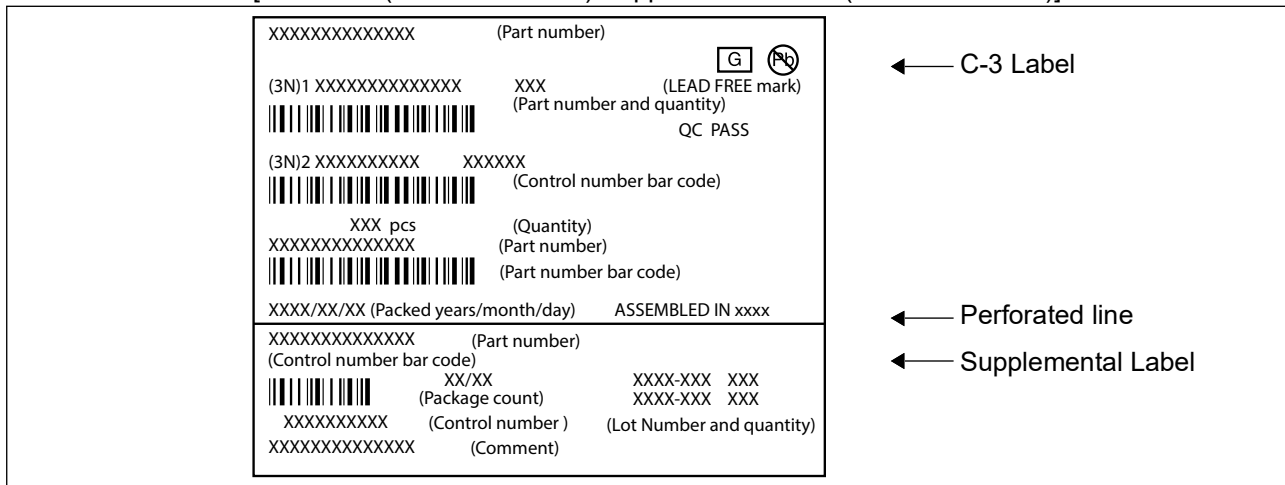 XXXXXXXXXXXXXX (Part number)
G Pb
C-3 Label
(3N)1 XXXXXXXXXXXXXX XXX (LEAD FREE mark)
(Part number and quantity)
QC PASS
(3N)2 XXXXXXXXXX XXXXXX
(Control number bar code)
XXX pcs (Quantity)
XXXXXXXXXXXXXX (Part number)
(Part number bar code)
XXXX/XX/XX (Packed years/month/day) ASSEMBLED IN xxxx
Perforated line
XXXXXXXXXXXXXX (Part number)
(Control number bar code)
Supplemental Label
XX/XX XXXX-XXX XXX
(Package count) XXXX-XXX XXX
XXXXXXXXXX (Control number ) (Lot Number and quantity)
XXXXXXXXXXXXXX (Comment)